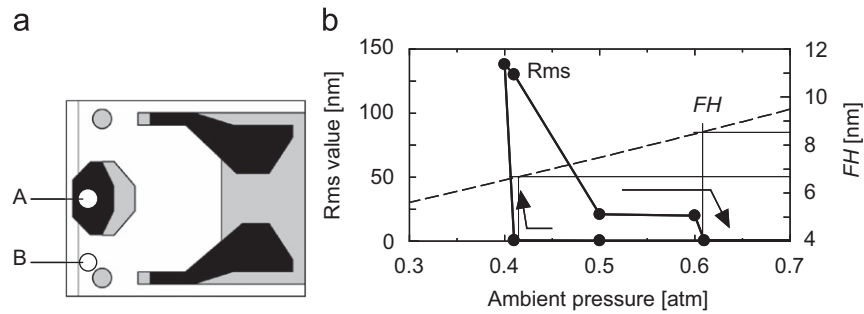 a
A
B
b
Rms value [nm]
150
100
50
0
Rms
FH
12
10
8
6
4
FH [nm]
0.3 0.4 0.5 0.6 0.7
Ambient pressure [atm]